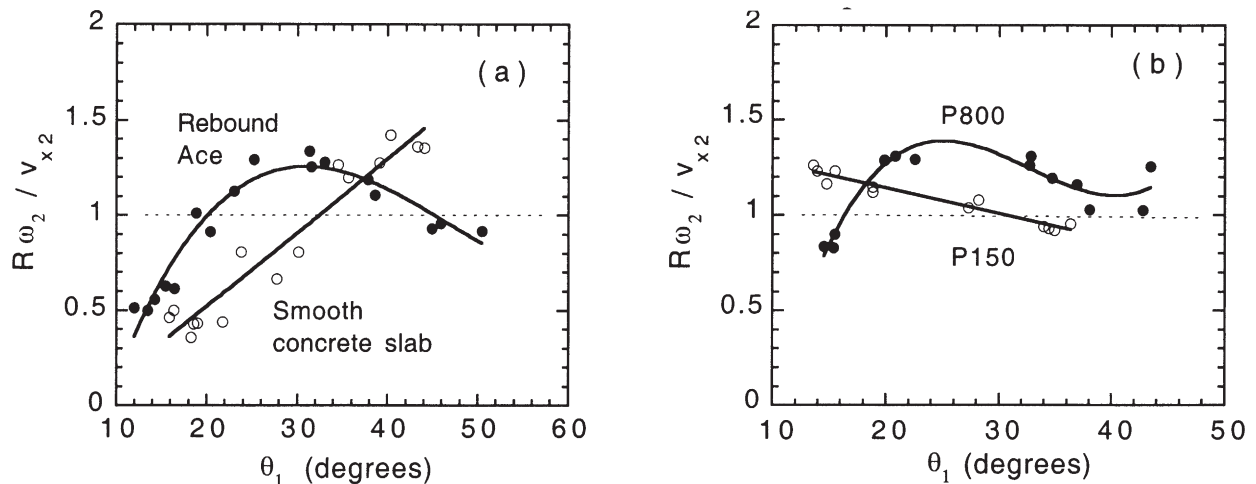 2
1.5
1
0.5
0
10
20
30
40
50
60
Rω₂ / vₓ₂
θ₁ (degrees)
(a)
Rebound
Ace
Smooth
concrete slab
2
1.5
1
0.5
0
10
20
30
40
50
Rω₂ / vₓ₂
θ₁ (degrees)
(b)
P800
P150